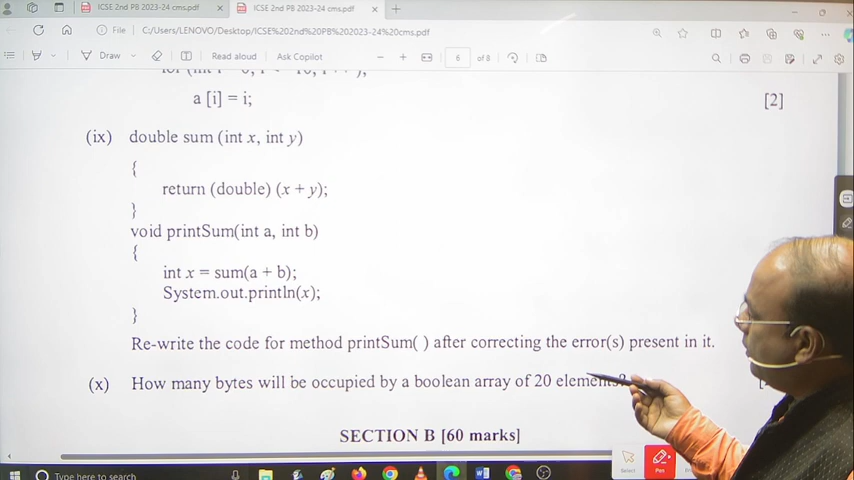 ICSE 2nd PB 2023-24 cms.pdf
ICSE 2nd PB 2023-24 cms.pdf
File
C:/Users/LENOVO/Desktop/ICSE%202nd%20PB%202023-24%20cms.pdf
Draw
Read aloud
Ask Copilot
6
of 8
a [i] = i;
[2]
(ix) double sum (int x, int y)
{
return (double) (x + y);
}
void printSum(int a, int b)
{
int x = sum(a + b);
System.out.println(x);
}
Re-write the code for method printSum( ) after correcting the error(s) present in it.
(x) How many bytes will be occupied by a boolean array of 20 elements?
SECTION B [60 marks]
Select
Pen
Type here to search